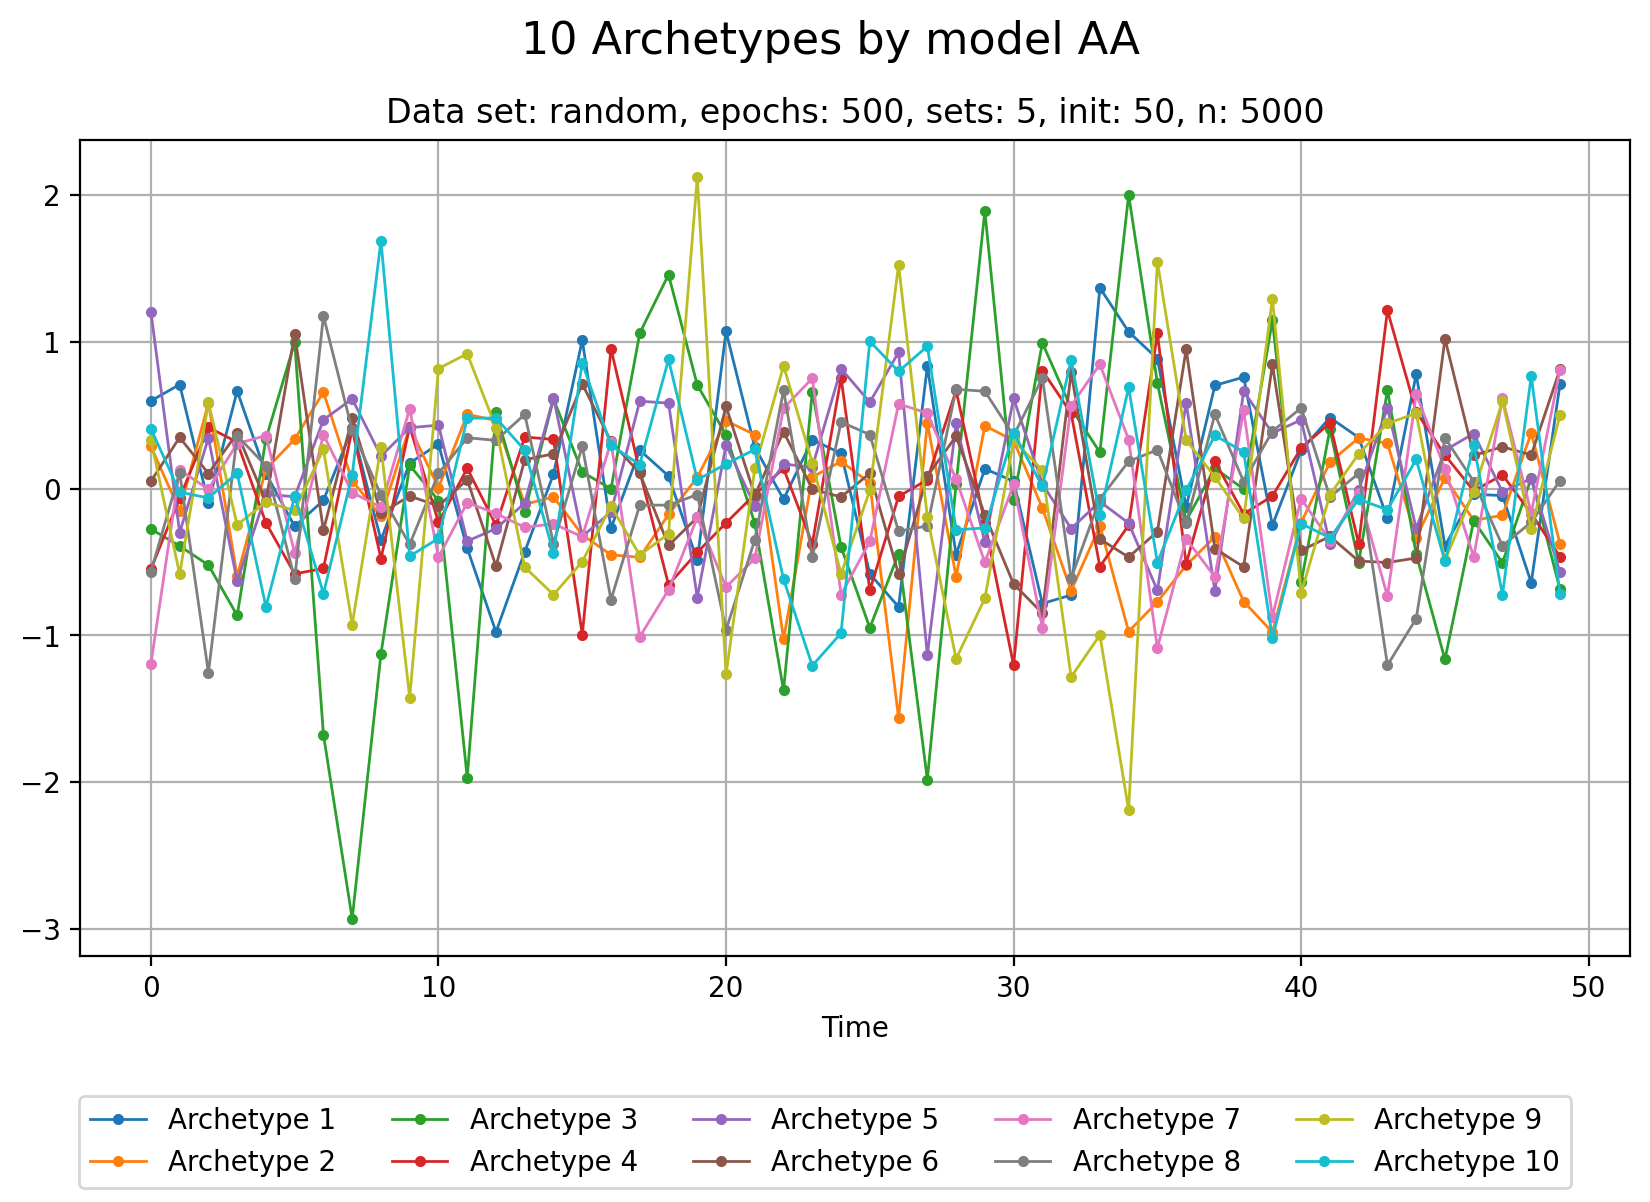 10 Archetypes by model AA
Data set: random, epochs: 500, sets: 5, init: 50, n: 5000
2
1
0
−1
−2
−3
0 10 20 30 40 50
Time
Archetype 1 Archetype 3 Archetype 5 Archetype 7 Archetype 9
Archetype 2 Archetype 4 Archetype 6 Archetype 8 Archetype 10